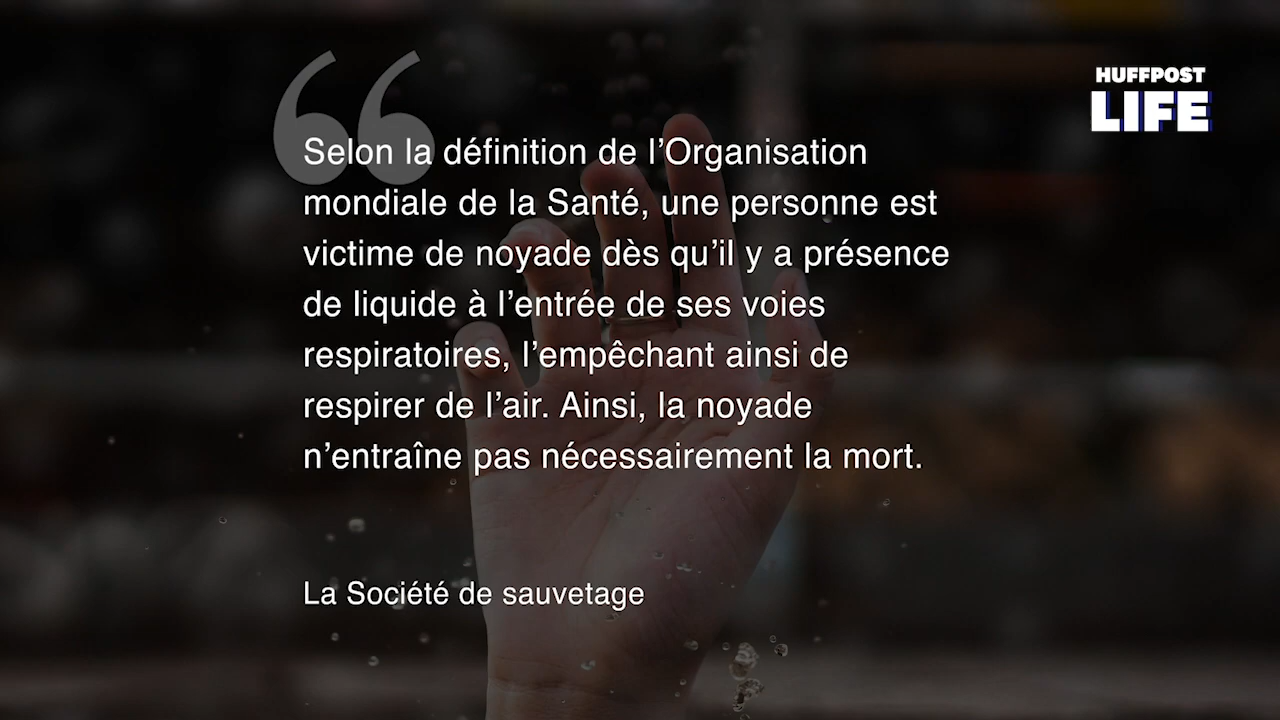 HUFFPOST
LIFE
“
Selon la définition de l’Organisation
mondiale de la Santé, une personne est
victime de noyade dès qu’il y a présence
de liquide à l’entrée de ses voies
respiratoires, l’empêchant ainsi de
respirer de l’air. Ainsi, la noyade
n’entraîne pas nécessairement la mort.
La Société de sauvetage